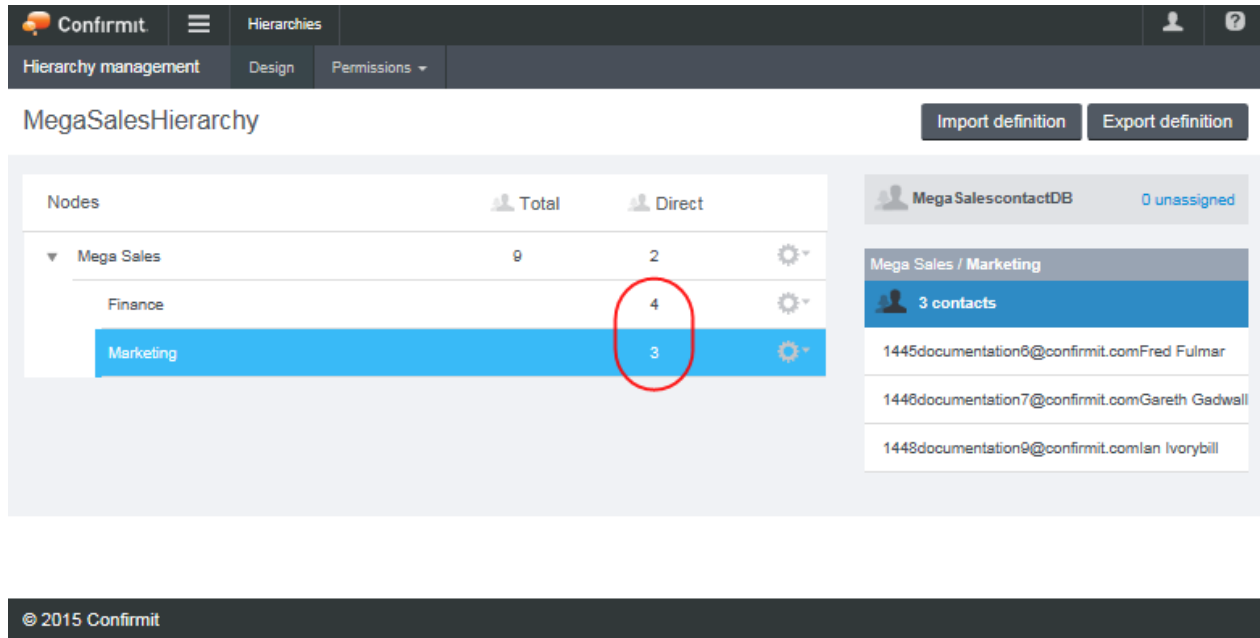 Confirmit. Hierarchies ?
Hierarchy management Design Permissions
MegaSalesHierarchy Import definition Export definition
Nodes Total Direct
Mega Sales 9 2
Finance 4
Marketing 3
MegaSalescontactDB 0 unassigned
Mega Sales / Marketing
3 contacts
1445documentation6@confirmit.comFred Fulmar
1446documentation7@confirmit.comGareth Gadwall
1448documentation9@confirmit.comIan Ivorybill
© 2015 Confirmit